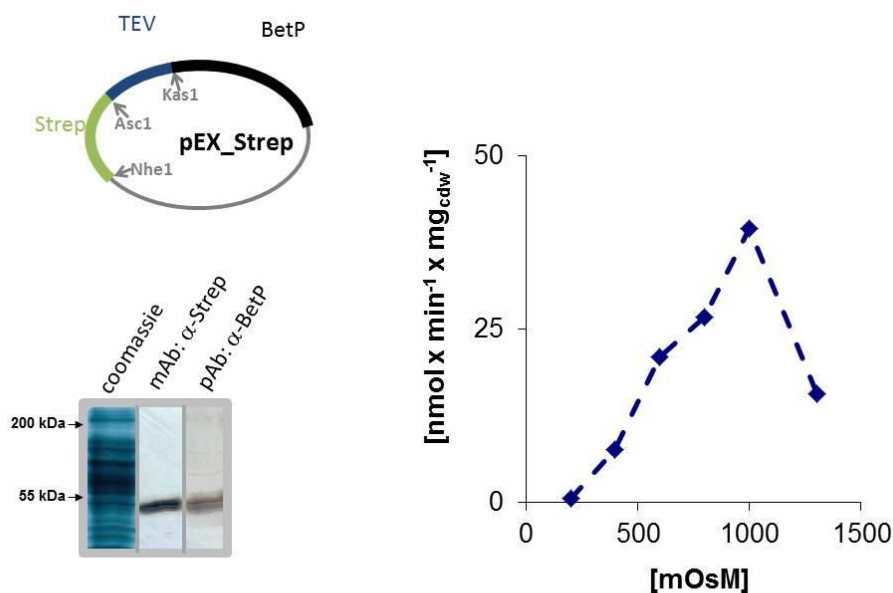 TEV
BetP
Kas1
Strep
Asc1
pEX_Strep
Nhe1
coomassie
mAb: α-Strep
pAb: α-BetP
200 kDa
55 kDa
[nmol x min-1 x mgcdw-1]
50
25
0
0
500
1000
1500
[mOsM]